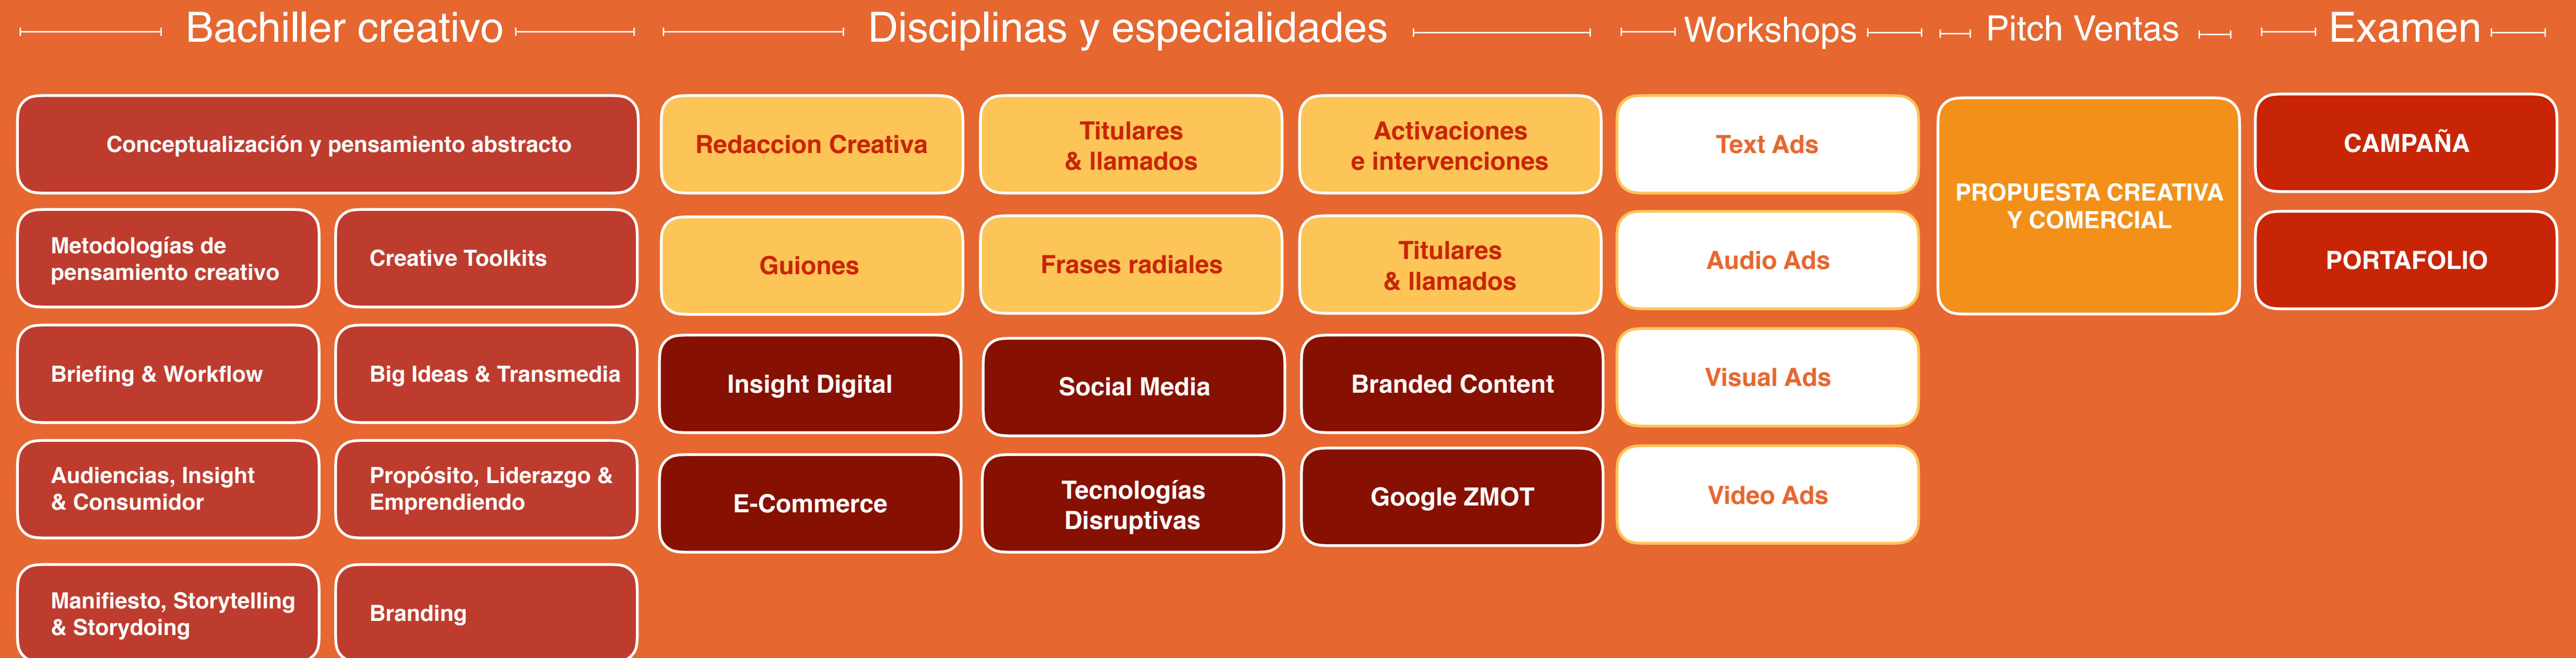 Bachiller creativo
Disciplinas y especialidades
Workshops
Pitch Ventas
Examen
Conceptualización y pensamiento abstracto
Metodologías de
pensamiento creativo
Creative Toolkits
Briefing & Workflow
Big Ideas & Transmedia
Audiencias, Insight
& Consumidor
Propósito, Liderazgo &
Emprendiendo
Manifiesto, Storytelling
& Storydoing
Branding
Redaccion Creativa
Titulares
& llamados
Activaciones
e intervenciones
Guiones
Frases radiales
Titulares
& llamados
Insight Digital
Social Media
Branded Content
E-Commerce
Tecnologías
Disruptivas
Google ZMOT
Text Ads
Audio Ads
Visual Ads
Video Ads
PROPUESTA CREATIVA
Y COMERCIAL
CAMPAÑA
PORTAFOLIO